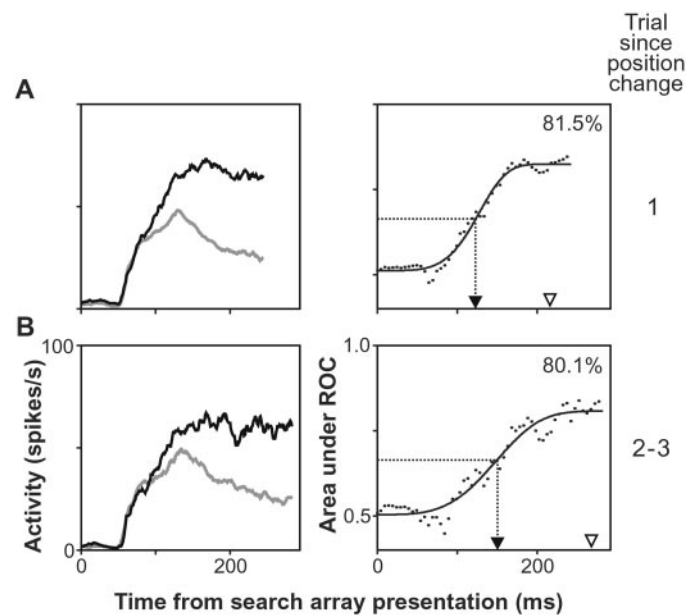 Trial
since
position
change
A
81.5%
1
B
100
50
0
Activity (spikes/s)
0
200
1.0
0.5
Area under ROC
80.1%
0
200
2-3
Time from search array presentation (ms)